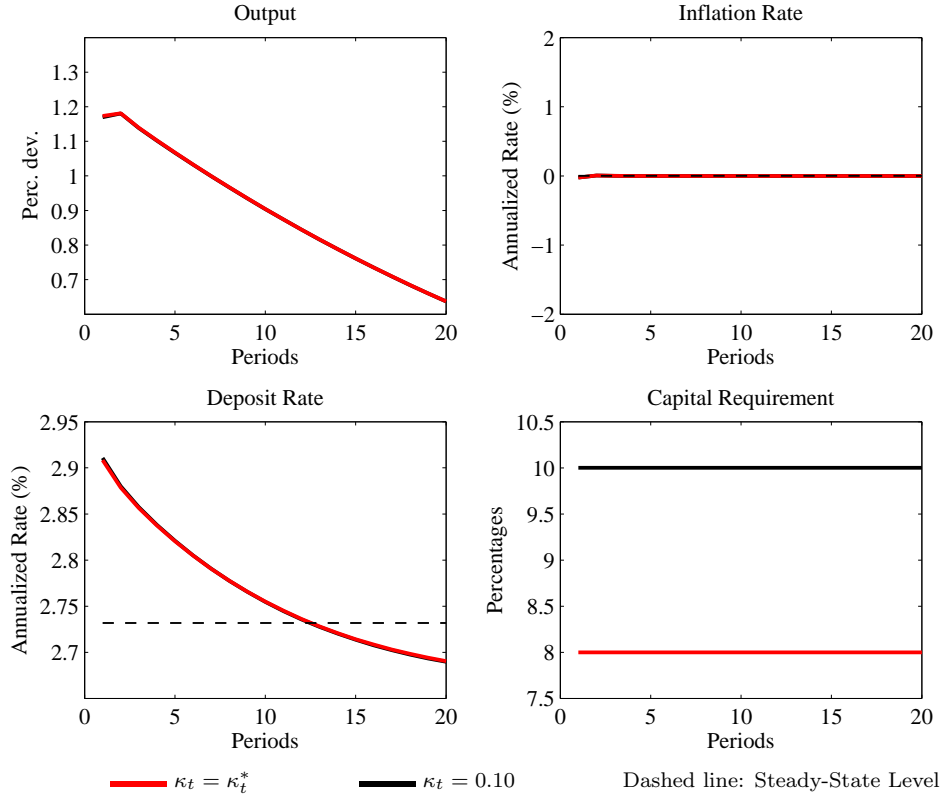 Output
Perc. dev.
1.3
1.2
1.1
1
0.9
0.8
0.7
0 5 10 15 20
Periods
Inflation Rate
Annualized Rate (%)
2
1
0
−1
−2
0 5 10 15 20
Periods
Deposit Rate
Annualized Rate (%)
2.95
2.9
2.85
2.8
2.75
2.7
0 5 10 15 20
Periods
Capital Requirement
Percentages
10.5
10
9.5
9
8.5
8
7.5
0 5 10 15 20
Periods
κ_t = κ_t^*
κ_t = 0.10
Dashed line: Steady-State Level